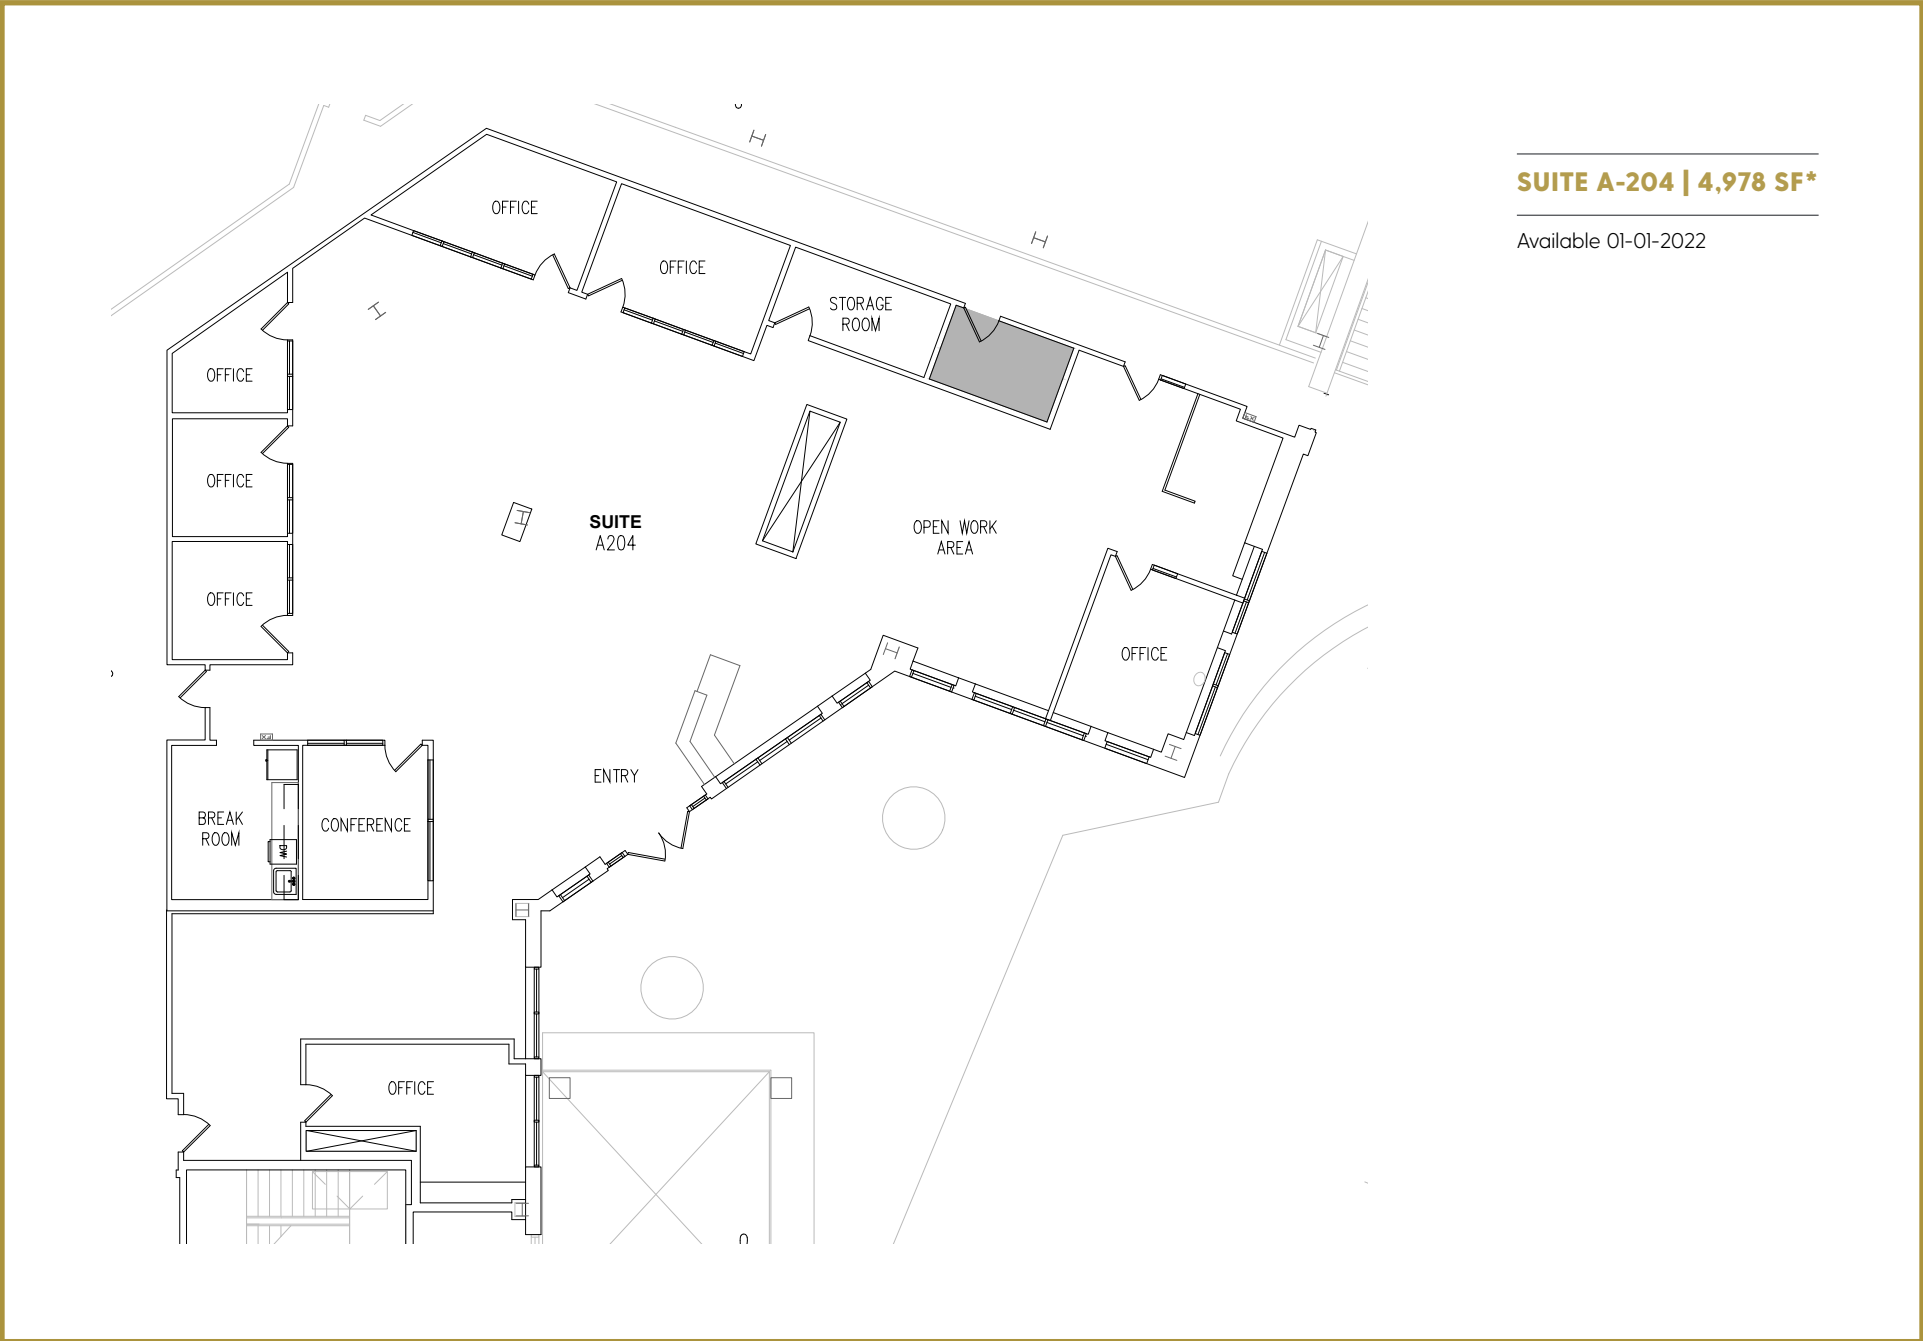 SUITE A-204 | 4,978 SF*
Available 01-01-2022
OFFICE
OFFICE
STORAGE
ROOM
OFFICE
OFFICE
OFFICE
SUITE
A204
OPEN WORK
AREA
OFFICE
ENTRY
BREAK
ROOM
CONFERENCE
DW
OFFICE